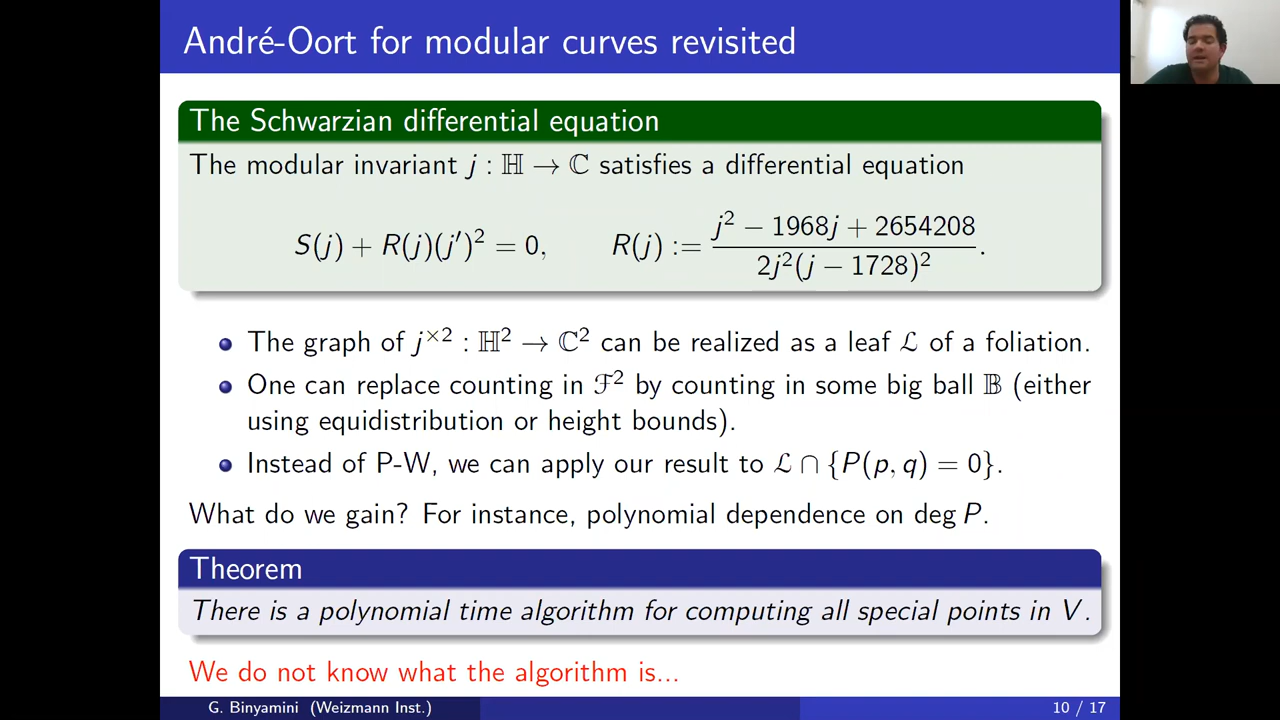 André-Oort for modular curves revisited
The Schwarzian differential equation
The modular invariant j : ℍ → ℂ satisfies a differential equation
S(j) + R(j)(j′)² = 0, R(j) := (j² − 1968j + 2654208) / (2j²(j − 1728)²).
The graph of j^×2 : ℍ² → ℂ² can be realized as a leaf ℒ of a foliation.
One can replace counting in ℱ² by counting in some big ball 𝔹 (either
using equidistribution or height bounds).
Instead of P-W, we can apply our result to ℒ ∩ {P(p, q) = 0}.
What do we gain? For instance, polynomial dependence on deg P.
Theorem
There is a polynomial time algorithm for computing all special points in V.
We do not know what the algorithm is...
G. Binyamini (Weizmann Inst.) 10 / 17